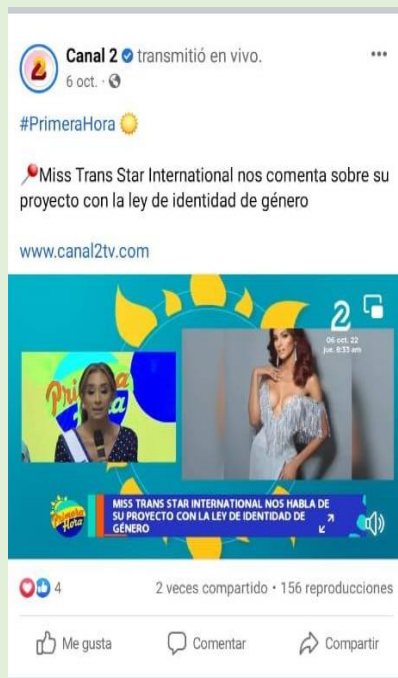 Canal 2 transmitió en vivo.
6 oct.
#PrimeraHora
Miss Trans Star International nos comenta sobre su
proyecto con la ley de identidad de género
www.canal2tv.com
2
06 oct. 22
jue. 8:33 am
Primera
Hora
MISS TRANS STAR INTERNATIONAL NOS HABLA DE
SU PROYECTO CON LA LEY DE IDENTIDAD DE
GÉNERO
4
2 veces compartido • 156 reproducciones
Me gusta
Comentar
Compartir